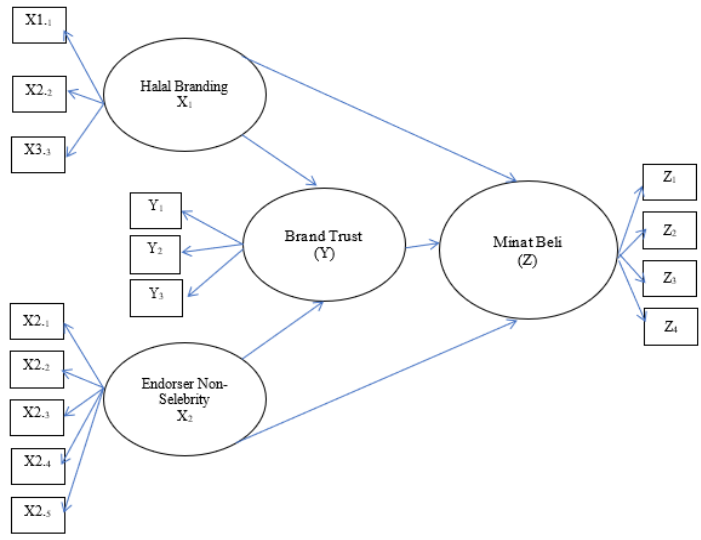 X1.₁
X2.₂
X3.₃
Halal Branding
X₁
Y₁
Y₂
Y₃
Brand Trust
(Y)
Minat Beli
(Z)
Z₁
Z₂
Z₃
Z₄
X2.₁
X2.₂
X2.₃
X2.₄
X2.₅
Endorser Non-
Selebrity
X₂